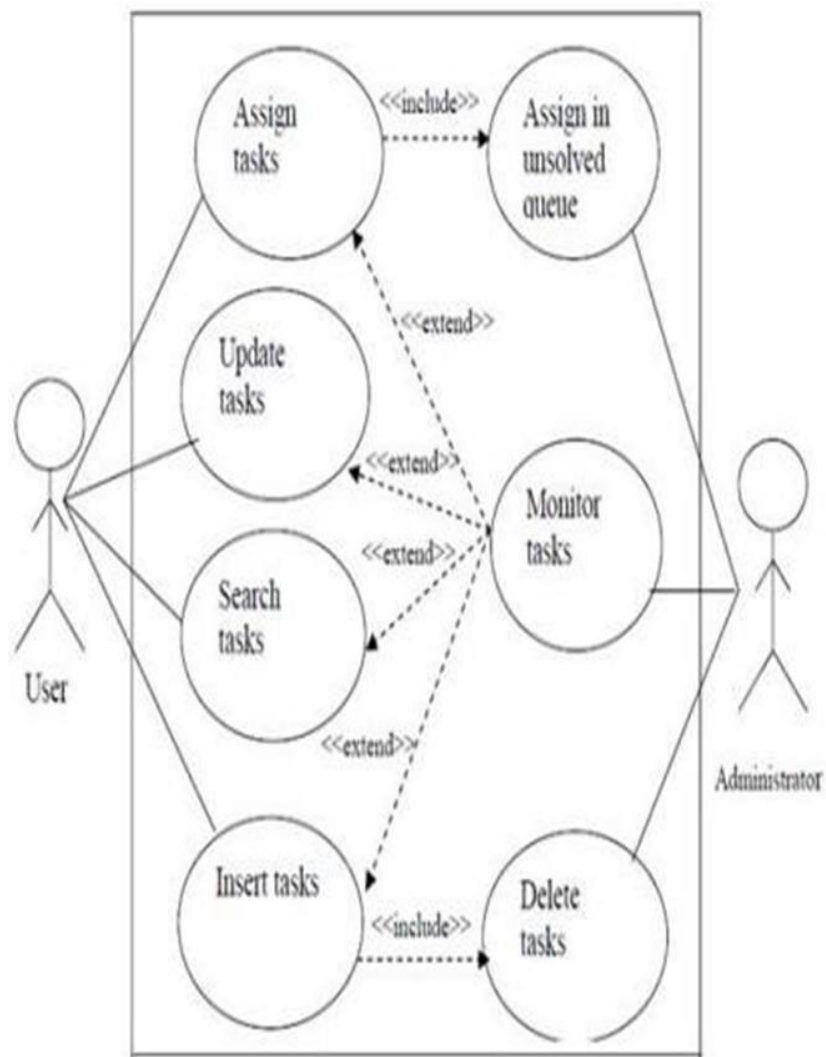 Assign
tasks
<<include>>
Assign in
unsolved
queue
<<extend>>
Update
tasks
<<extend>>
Monitor
tasks
<<extend>>
Search
tasks
User
<<extend>>
Administrator
Insert tasks
<<include>>
Delete
tasks